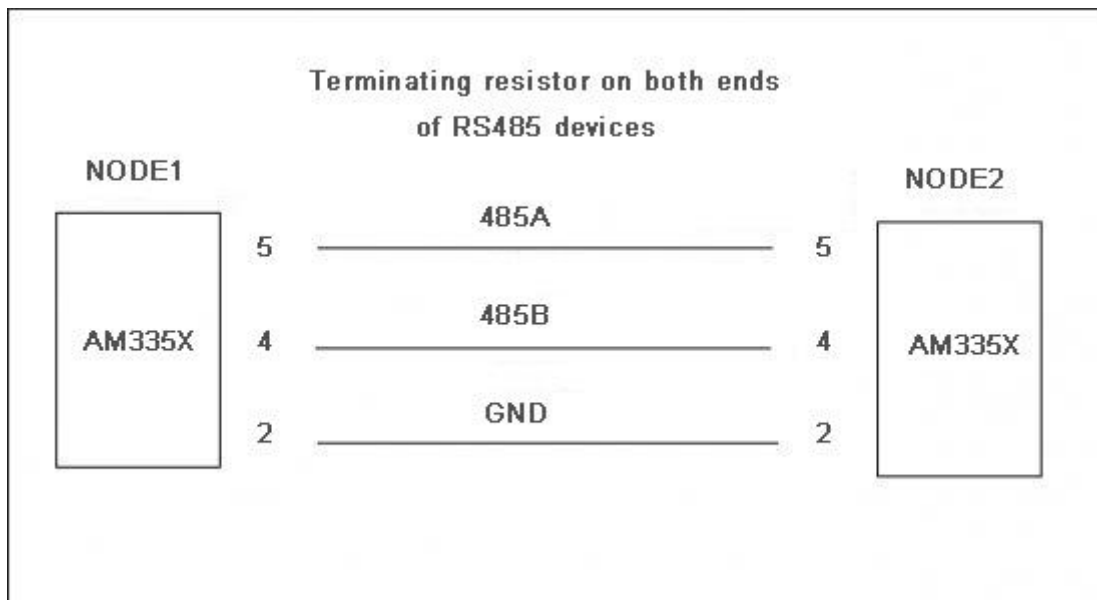 Terminating resistor on both ends
of RS485 devices
NODE1
NODE2
485A
5
5
485B
AM335X
4
4
AM335X
GND
2
2